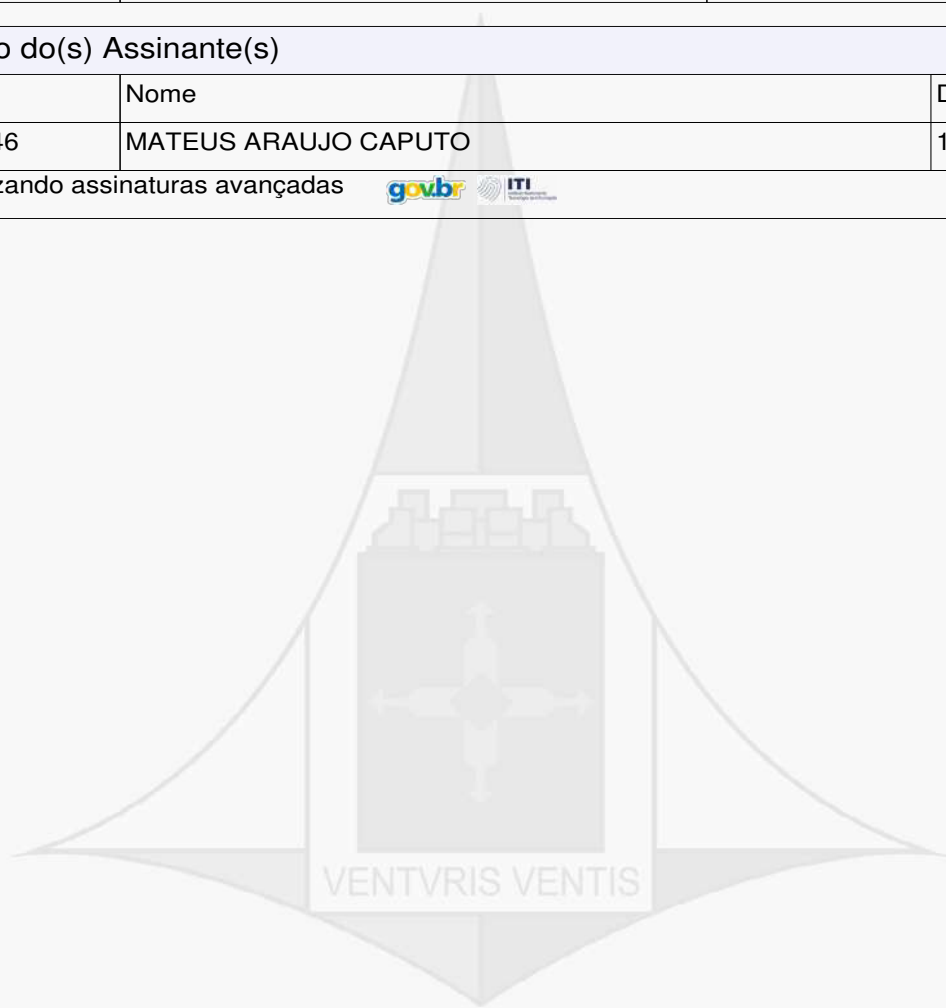 o do(s) Assinante(s)
Nome D
46 MATEUS ARAUJO CAPUTO 1
zando assinaturas avançadas gov.br ITI
VENTVRIS VENTIS